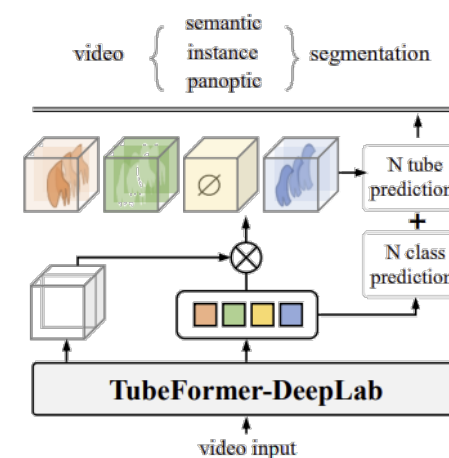 semantic
video instance segmentation
panoptic
∅
N tube
prediction
+
N class
prediction
TubeFormer-DeepLab
video input